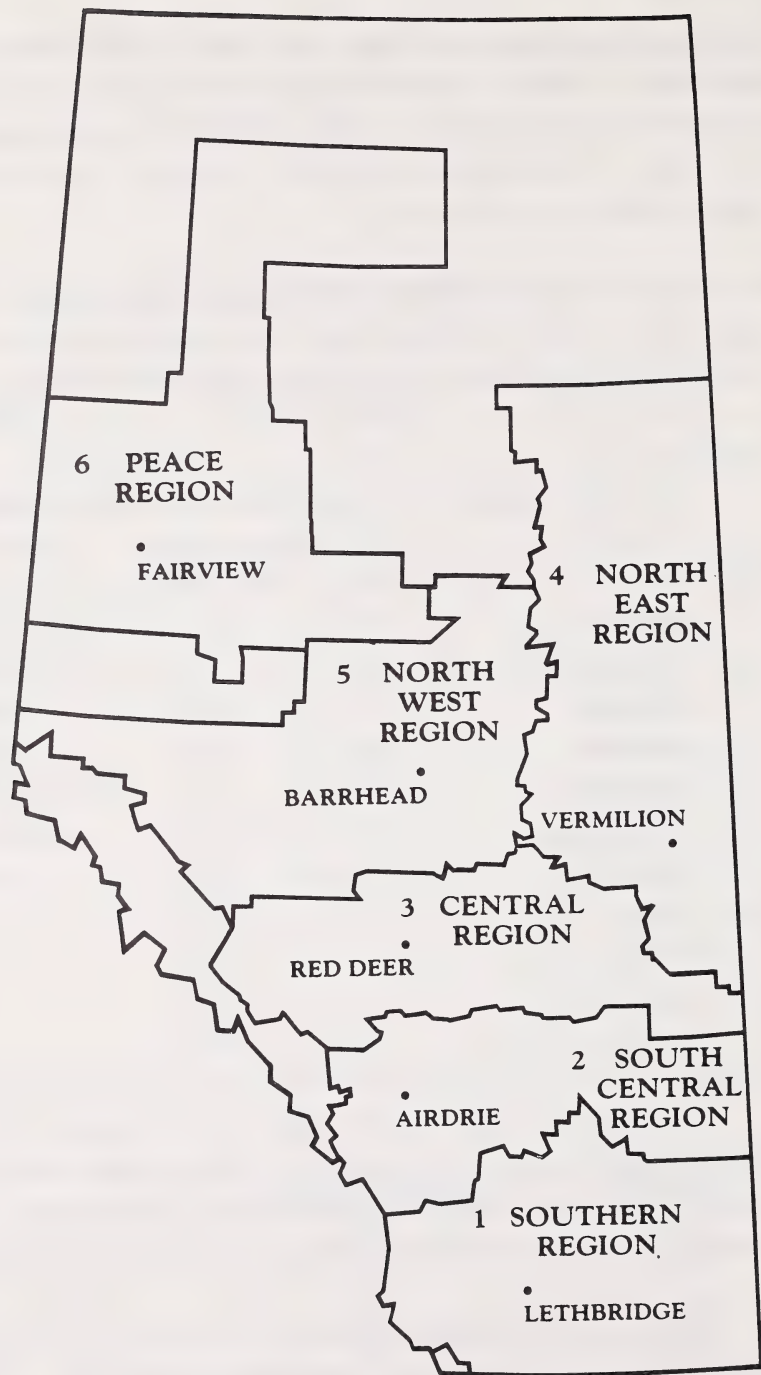 6 PEACE
REGION
FAIRVIEW
4 NORTH
EAST
REGION
5 NORTH
WEST
REGION
BARRHEAD
VERMILION
3 CENTRAL
REGION
RED DEER
2 SOUTH
CENTRAL
REGION
AIRDRIE
1 SOUTHERN
REGION
LETHBRIDGE